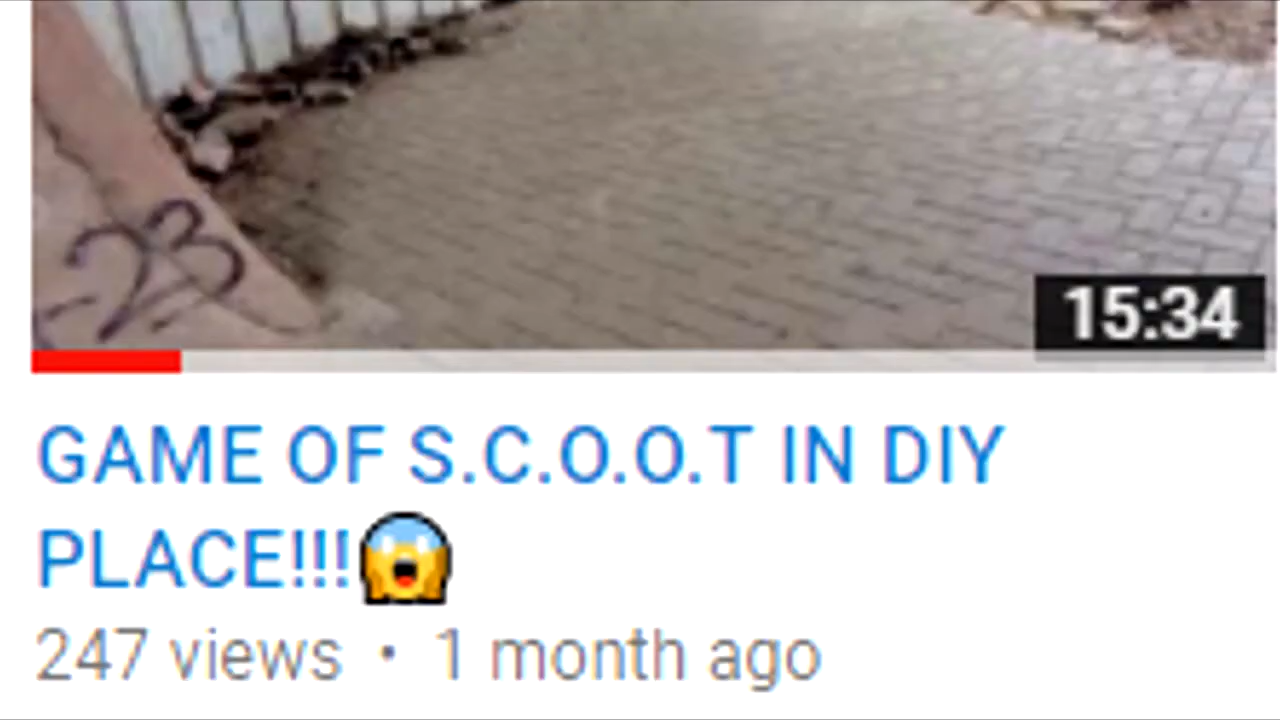 -23
15:34
GAME OF S.C.O.O.T IN DIY
PLACE!!!😱
247 views • 1 month ago